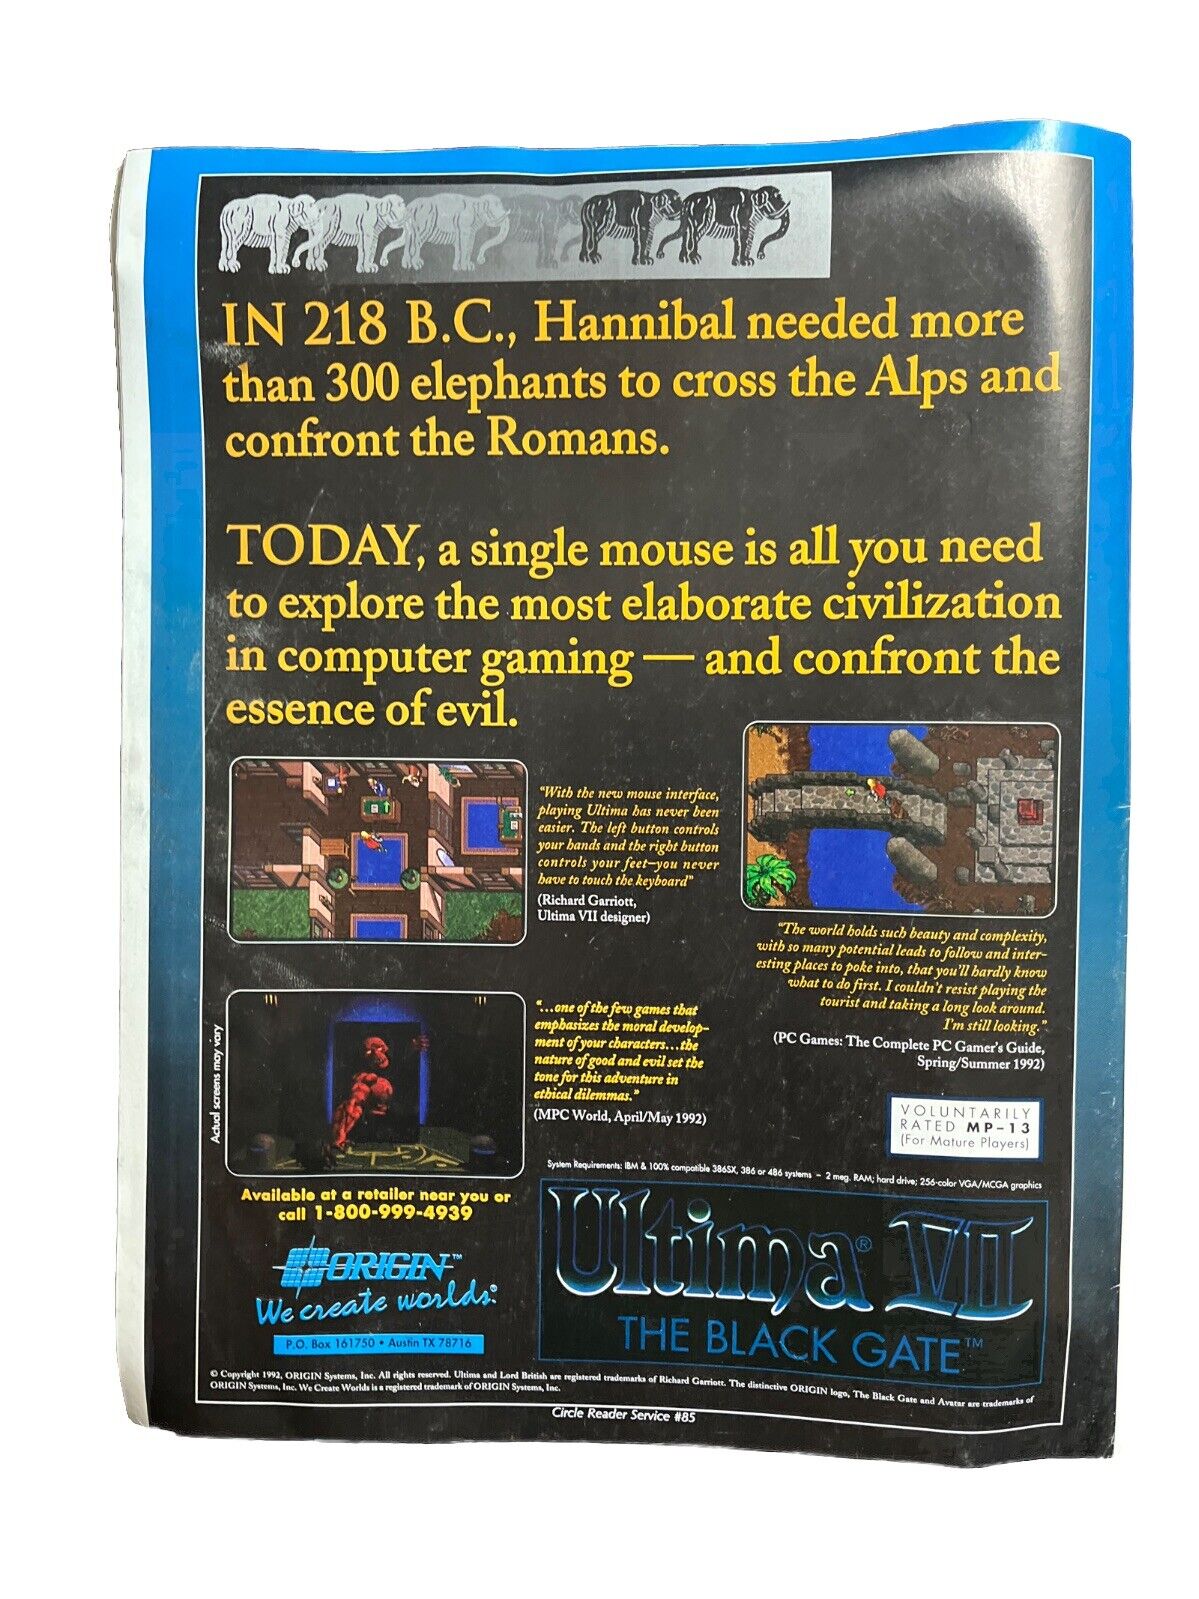 IN 218 B.C., Hannibal needed more
than 300 elephants to cross the Alps and
confront the Romans.
TODAY, a single mouse is all you need
to explore the most elaborate civilization
in computer gaming — and confront the
essence of evil.
"With the new mouse interface,
playing Ultima has never been
easier. The left button controls
your hands and the right button
controls your feet—you never
have to touch the keyboard"
(Richard Garriott,
Ultima VII designer)
"The world holds such beauty and complexity,
with so many potential leads to follow and inter-
esting places to poke into, that you'll hardly know
what to do first. I couldn't resist playing the
tourist and taking a long look around.
I'm still looking."
(PC Games: The Complete PC Gamer's Guide,
Spring/Summer 1992)
"...one of the few games that
emphasizes the moral develop-
ment of your characters...the
nature of good and evil set the
tone for this adventure in
ethical dilemmas."
(MPC World, April/May 1992)
Actual screens may vary
VOLUNTARILY
RATED MP-13
(For Mature Players)
System Requirements: IBM & 100% compatible 386SX, 386 or 486 systems – 2 meg. RAM; hard drive; 256-color VGA/MCGA graphics
Available at a retailer near you or
call 1-800-999-4939
ORIGIN™
We create worlds.®
P.O. Box 161750 • Austin TX 78716
Ultima® VII
THE BLACK GATE™
© Copyright 1992, ORIGIN Systems, Inc. All rights reserved. Ultima and Lord British are registered trademarks of Richard Garriott. The distinctive ORIGIN logo, The Black Gate and Avatar are trademarks of
ORIGIN Systems, Inc. We Create Worlds is a registered trademark of ORIGIN Systems, Inc.
Circle Reader Service #85